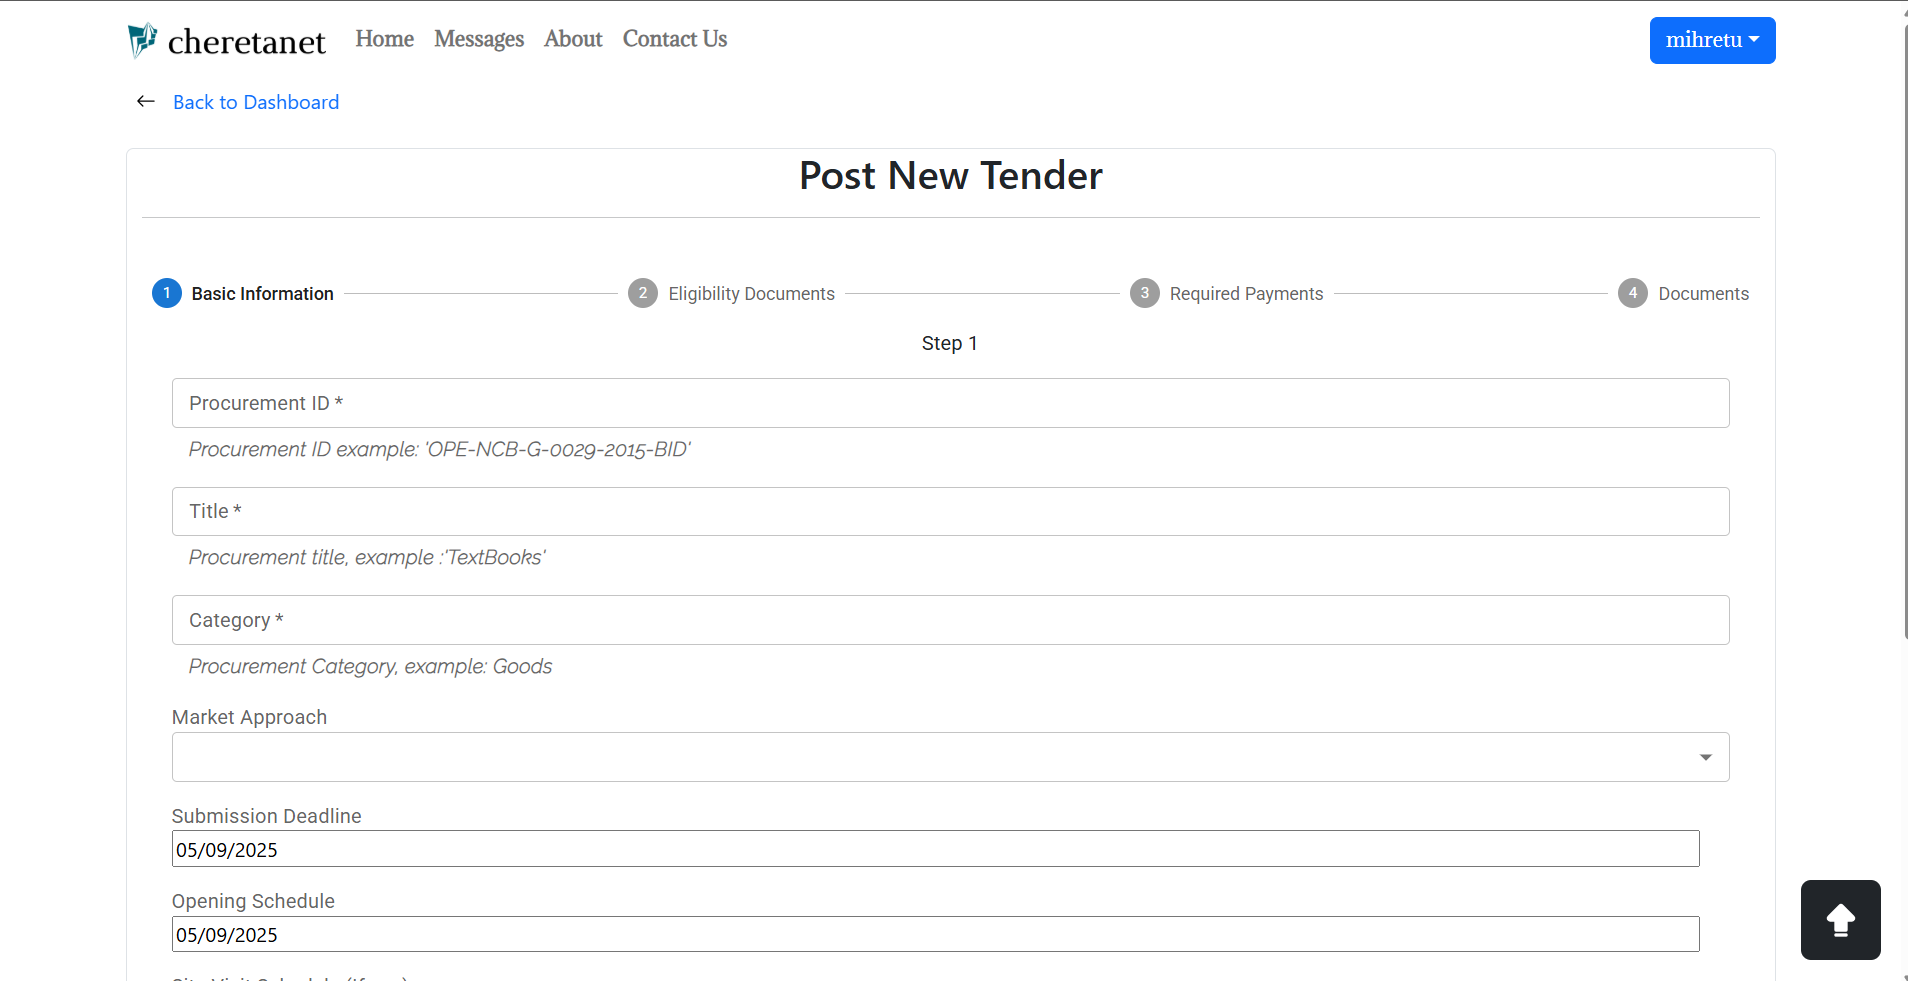 cheretanet Home Messages About Contact Us mihretu
Back to Dashboard
Post New Tender
1 Basic Information 2 Eligibility Documents 3 Required Payments 4 Documents
Step 1
Procurement ID *
Procurement ID example: 'OPE-NCB-G-0029-2015-BID'
Title *
Procurement title, example :'TextBooks'
Category *
Procurement Category, example: Goods
Market Approach
Submission Deadline
05/09/2025
Opening Schedule
05/09/2025